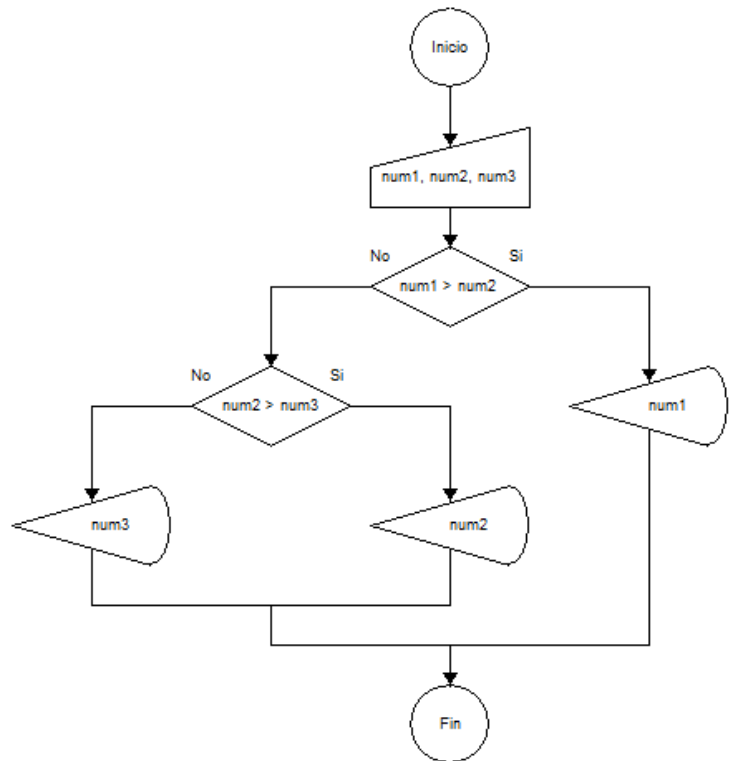 Inicio
num1, num2, num3
No
Si
num1 > num2
No
Si
num2 > num3
num1
num3
num2
Fin